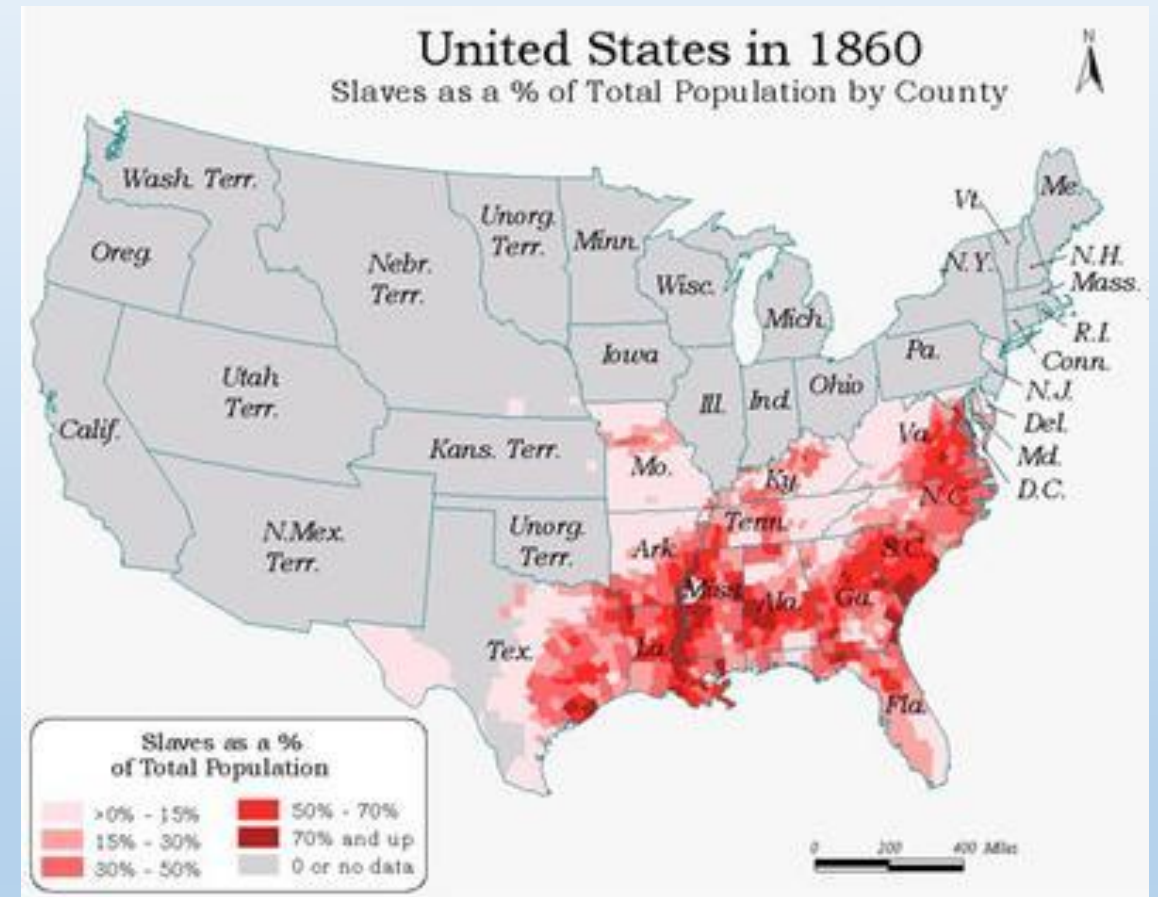 United States in 1860
Slaves as a % of Total Population by County
N
Wash. Terr.
Oreg.
Nebr.
Terr.
Unorg.
Terr.
Minn.
Wisc.
Mich.
Vt.
Me.
N.Y.
N.H.
Mass.
R.I.
Conn.
N.J.
Del.
Md.
D.C.
Pa.
Iowa
Ill.
Ind.
Ohio
Utah
Terr.
Calif.
Kans. Terr.
Mo.
Ky.
Va.
N.C.
N.Mex.
Terr.
Unorg.
Terr.
Ark.
Tenn.
S.C.
Miss.
Ala.
Ga.
Tex.
La.
Fla.
Slaves as a %
of Total Population
>0% - 15%
15% - 30%
30% - 50%
50% - 70%
70% and up
0 or no data
0 200 400 Miles